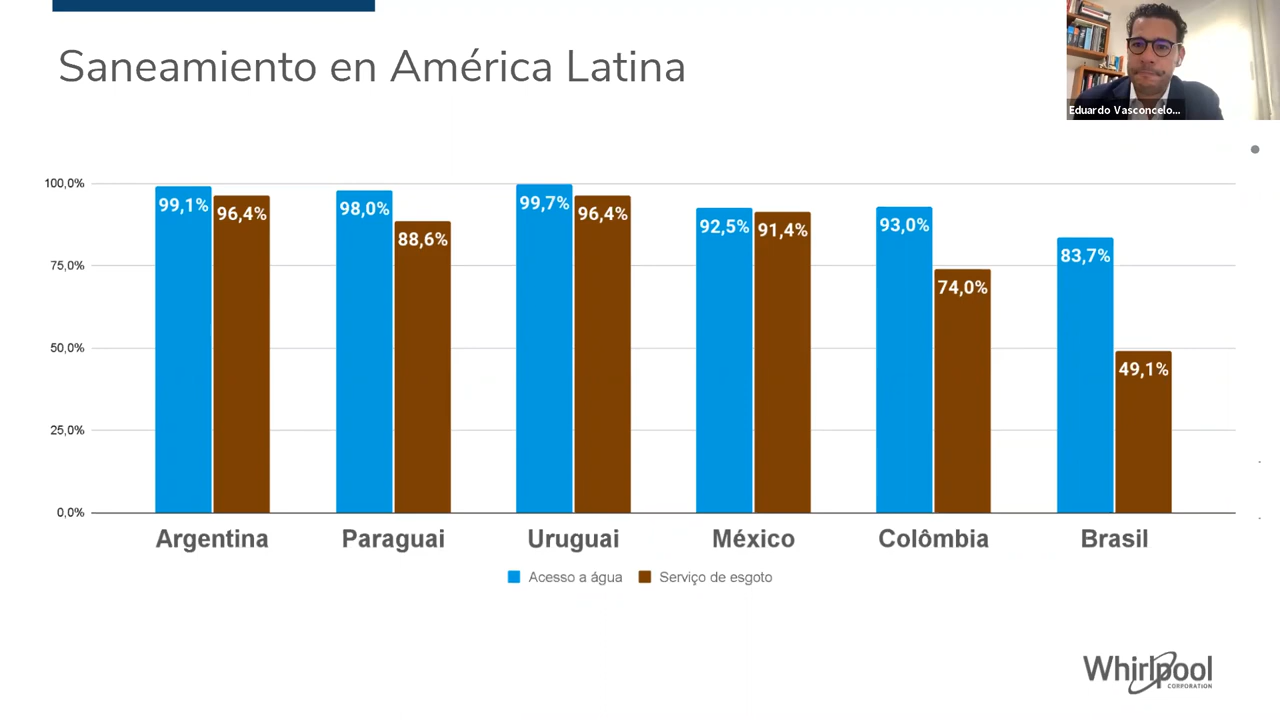 Saneamiento en América Latina
Eduardo Vasconcelo...
100,0%
75,0%
50,0%
25,0%
0,0%
99,1% 96,4%
98,0% 88,6%
99,7% 96,4%
92,5% 91,4%
93,0% 74,0%
83,7% 49,1%
Argentina Paraguai Uruguai México Colômbia Brasil
Acesso a água Serviço de esgoto
Whirlpool
CORPORATION